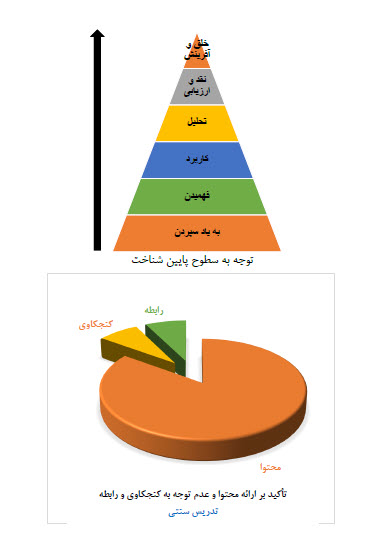 خلق و
آفرینش
نقد و
ارزیابی
تحلیل
کاربرد
فهمیدن
به یاد سپردن
توجه به سطوح پایین شناخت
رابطه
کنجکاوی
محتوا
تأکید بر ارائه محتوا و عدم توجه به کنجکاوی و رابطه
تدریس سنتی